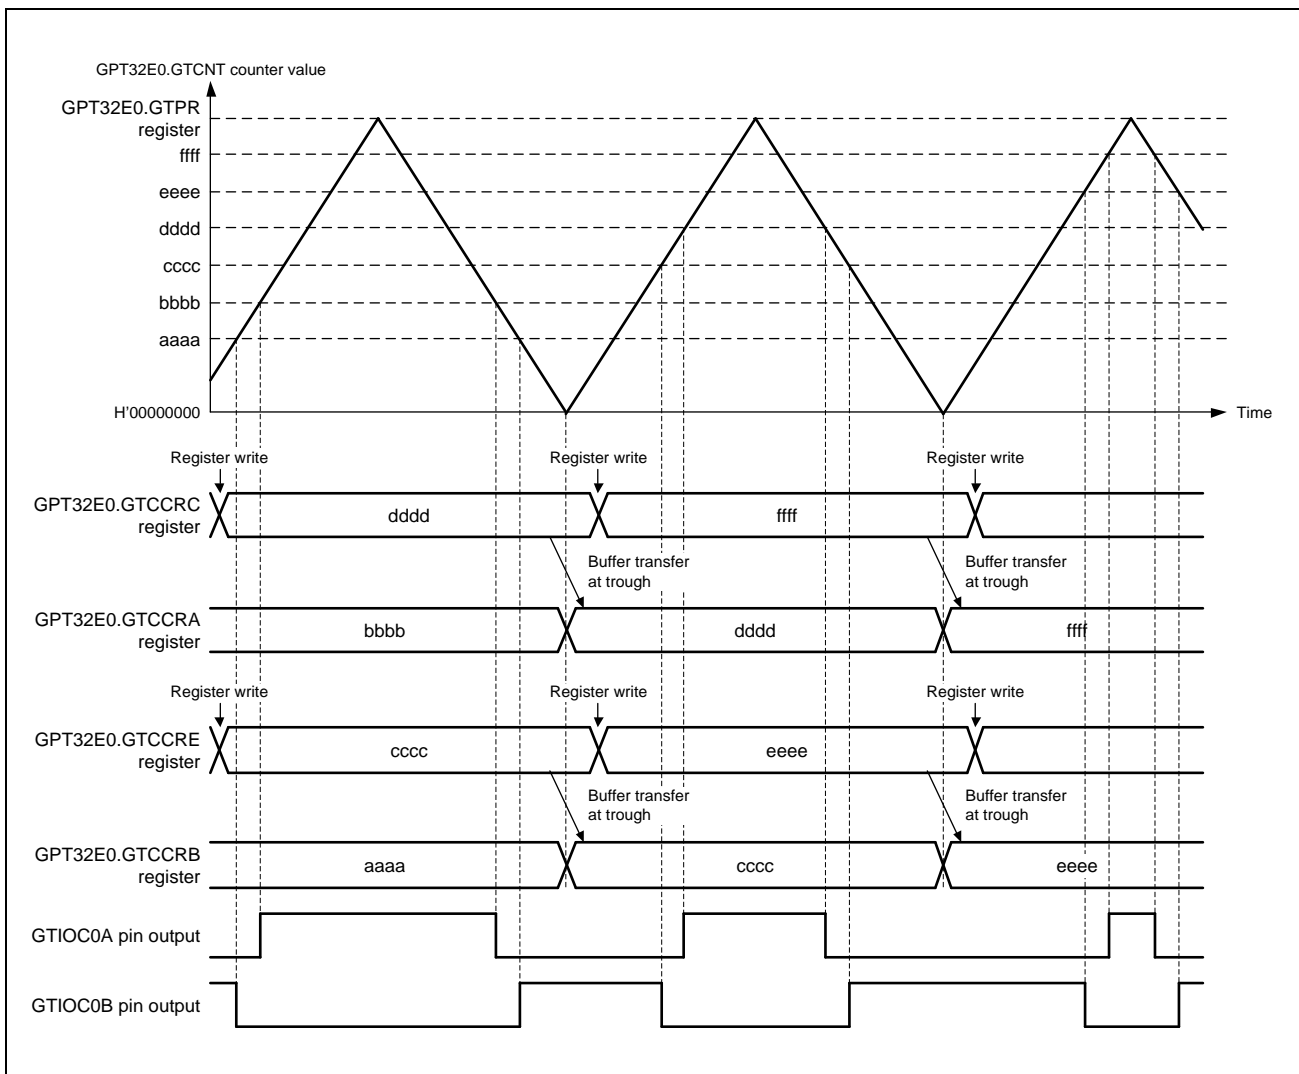 GPT32E0.GTCNT counter value
GPT32E0.GTPR
register
ffff
eeee
dddd
cccc
bbbb
aaaa
H'00000000
Time
Register write
Register write
Register write
GPT32E0.GTCCRC
register
dddd
ffff
Buffer transfer
at trough
Buffer transfer
at trough
GPT32E0.GTCCRA
register
bbbb
dddd
ffff
Register write
Register write
Register write
GPT32E0.GTCCRE
register
cccc
eeee
Buffer transfer
at trough
Buffer transfer
at trough
GPT32E0.GTCCRB
register
aaaa
cccc
eeee
GTIOC0A pin output
GTIOC0B pin output